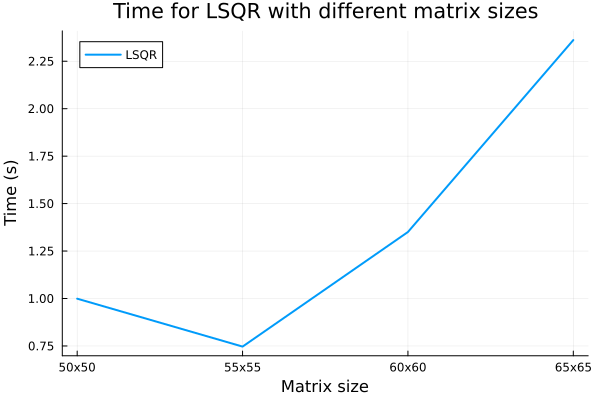 Time for LSQR with different matrix sizes
LSQR
2.25
2.00
1.75
1.50
1.25
1.00
0.75
Time (s)
50x50 55x55 60x60 65x65
Matrix size